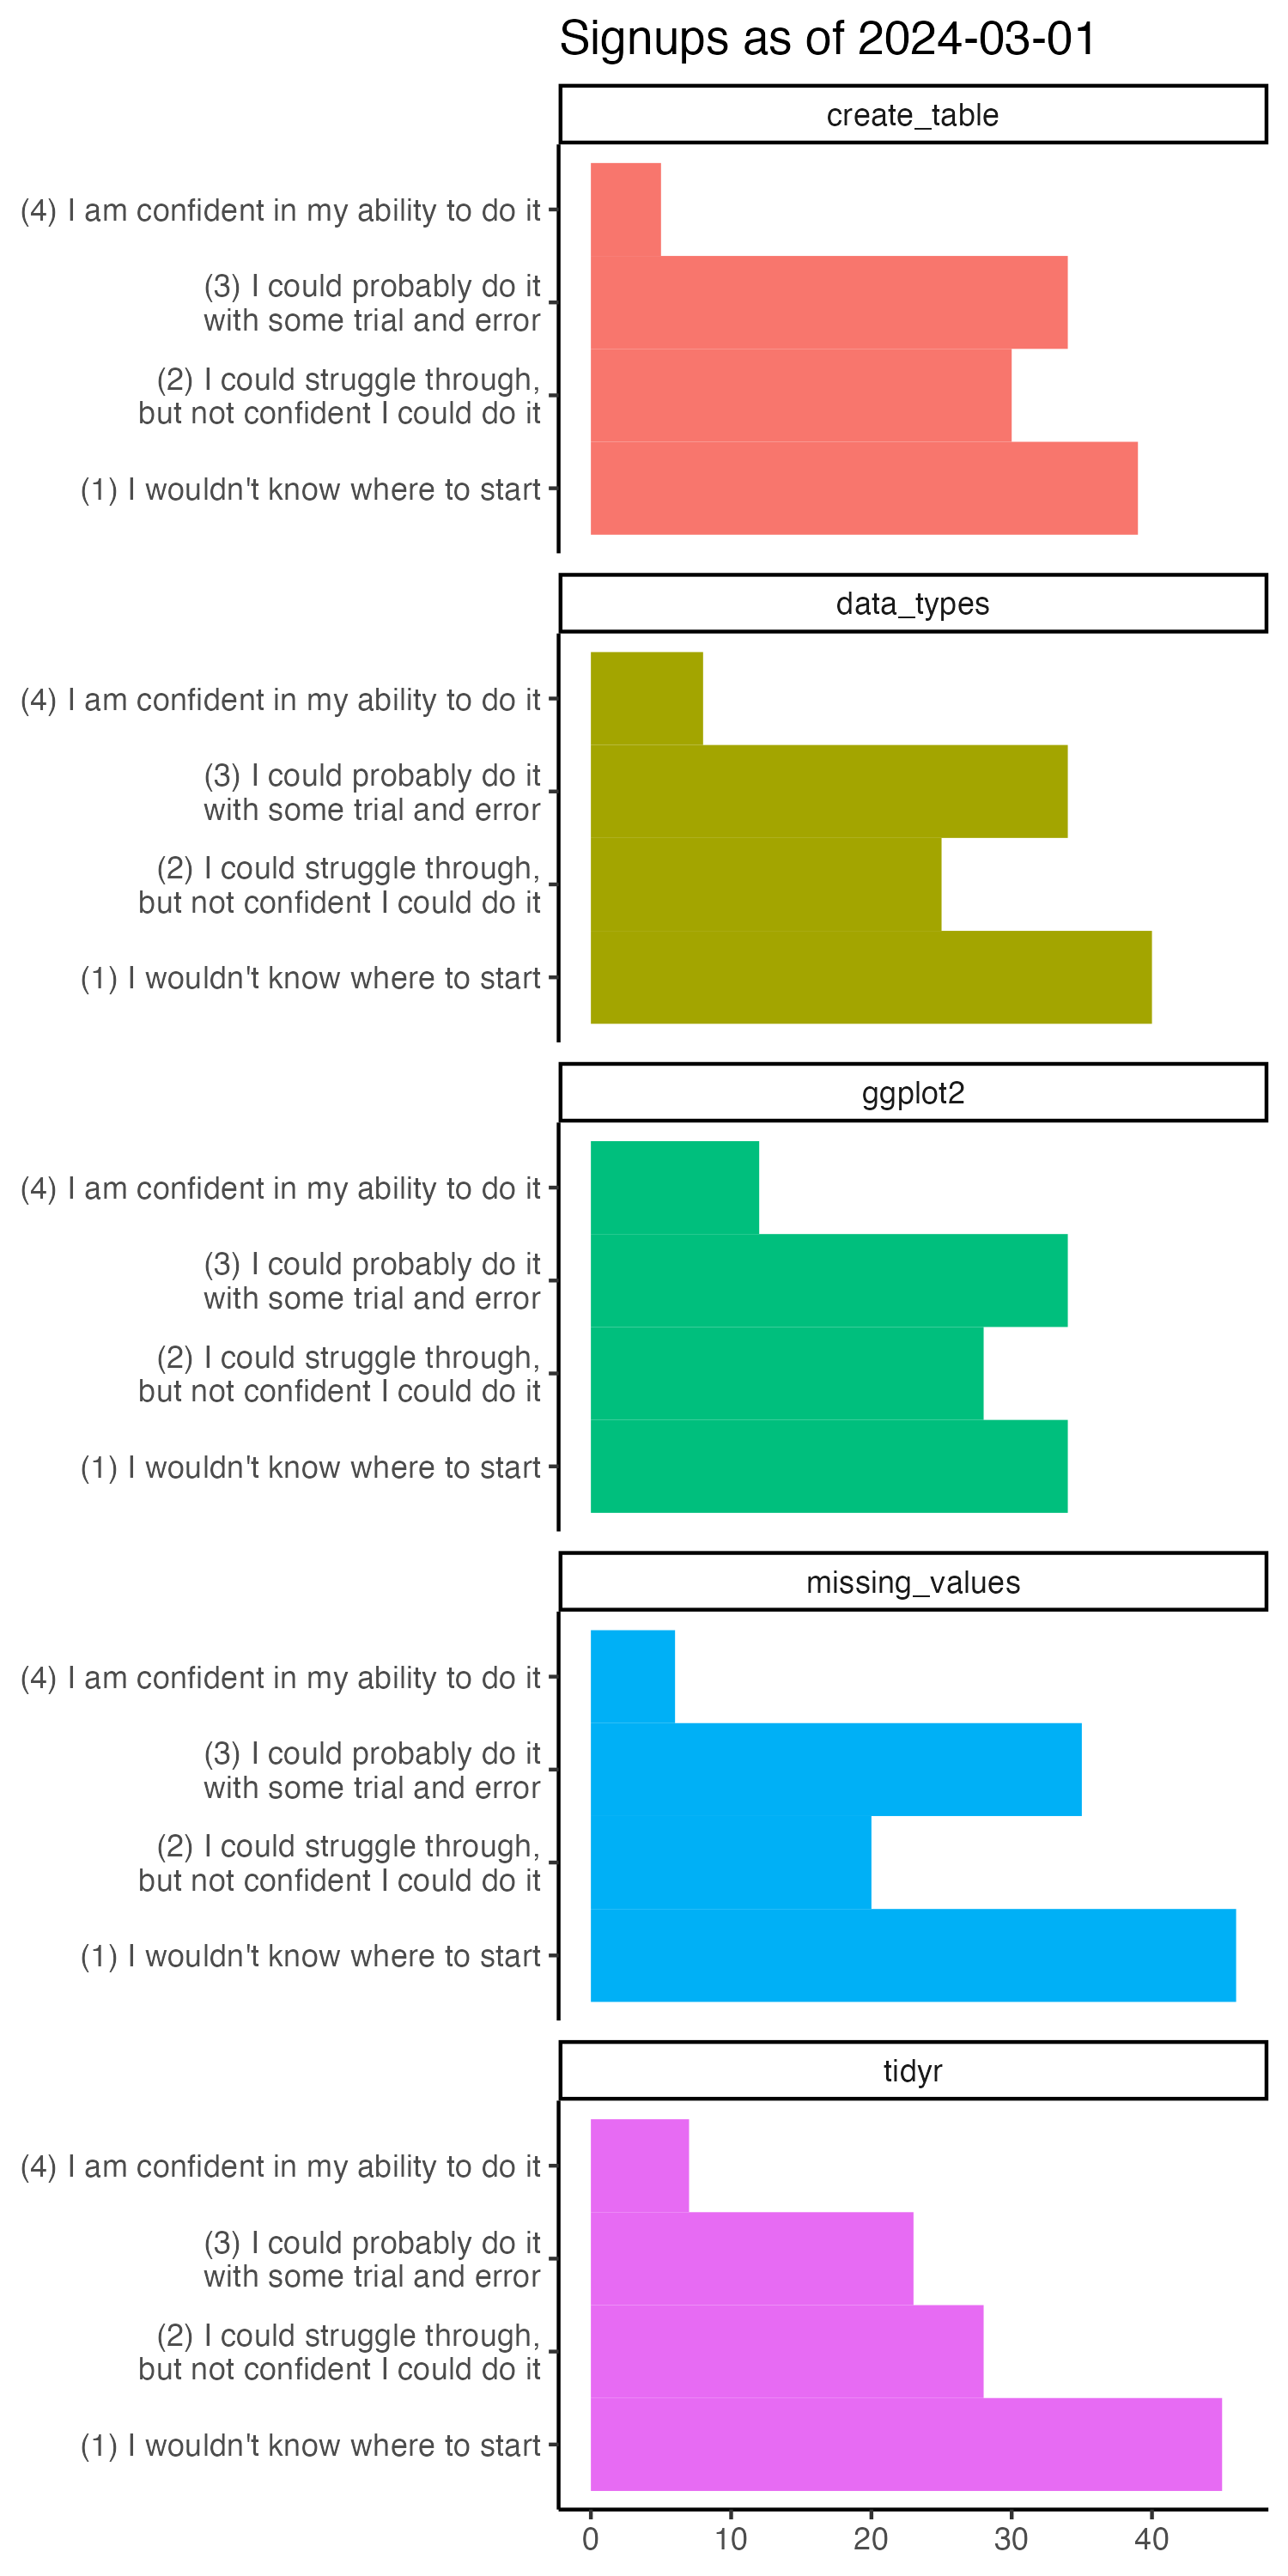 Signups as of 2024-03-01
create_table
(4) I am confident in my ability to do it
(3) I could probably do it
with some trial and error
(2) I could struggle through,
but not confident I could do it
(1) I wouldn't know where to start
data_types
(4) I am confident in my ability to do it
(3) I could probably do it
with some trial and error
(2) I could struggle through,
but not confident I could do it
(1) I wouldn't know where to start
ggplot2
(4) I am confident in my ability to do it
(3) I could probably do it
with some trial and error
(2) I could struggle through,
but not confident I could do it
(1) I wouldn't know where to start
missing_values
(4) I am confident in my ability to do it
(3) I could probably do it
with some trial and error
(2) I could struggle through,
but not confident I could do it
(1) I wouldn't know where to start
tidyr
(4) I am confident in my ability to do it
(3) I could probably do it
with some trial and error
(2) I could struggle through,
but not confident I could do it
(1) I wouldn't know where to start
0 10 20 30 40